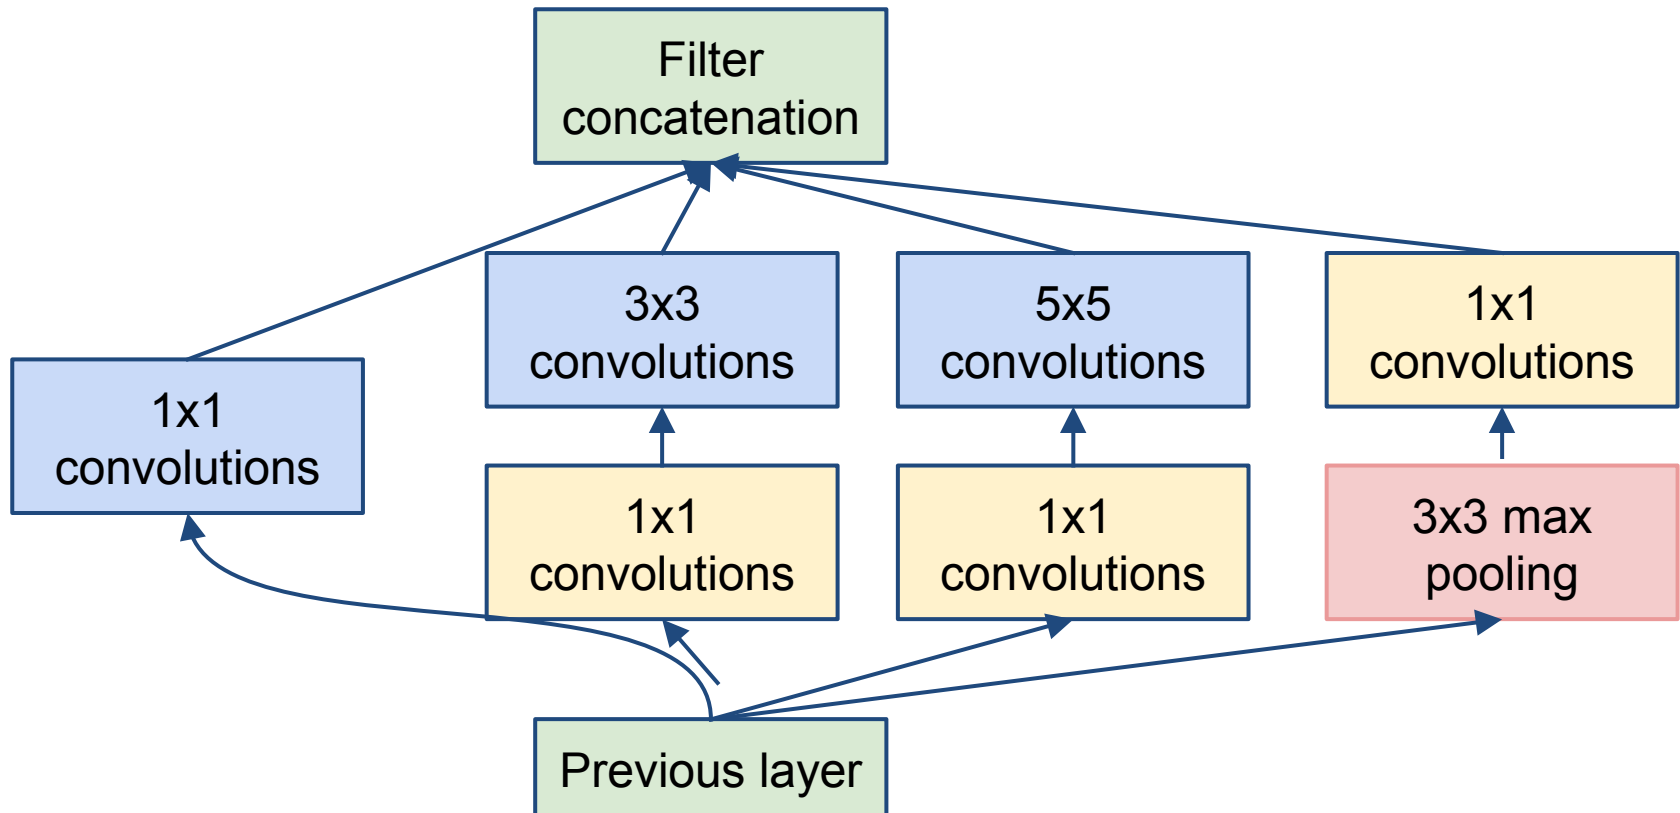 Filter
concatenation
3x3
convolutions
5x5
convolutions
1x1
convolutions
1x1
convolutions
1x1
convolutions
1x1
convolutions
3x3 max
pooling
Previous layer